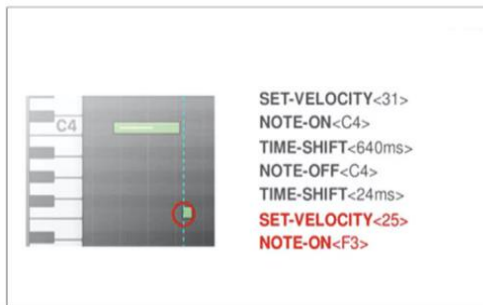 C4
SET-VELOCITY<31>
NOTE-ON<C4>
TIME-SHIFT<640ms>
NOTE-OFF<C4>
TIME-SHIFT<24ms>
SET-VELOCITY<25>
NOTE-ON<F3>